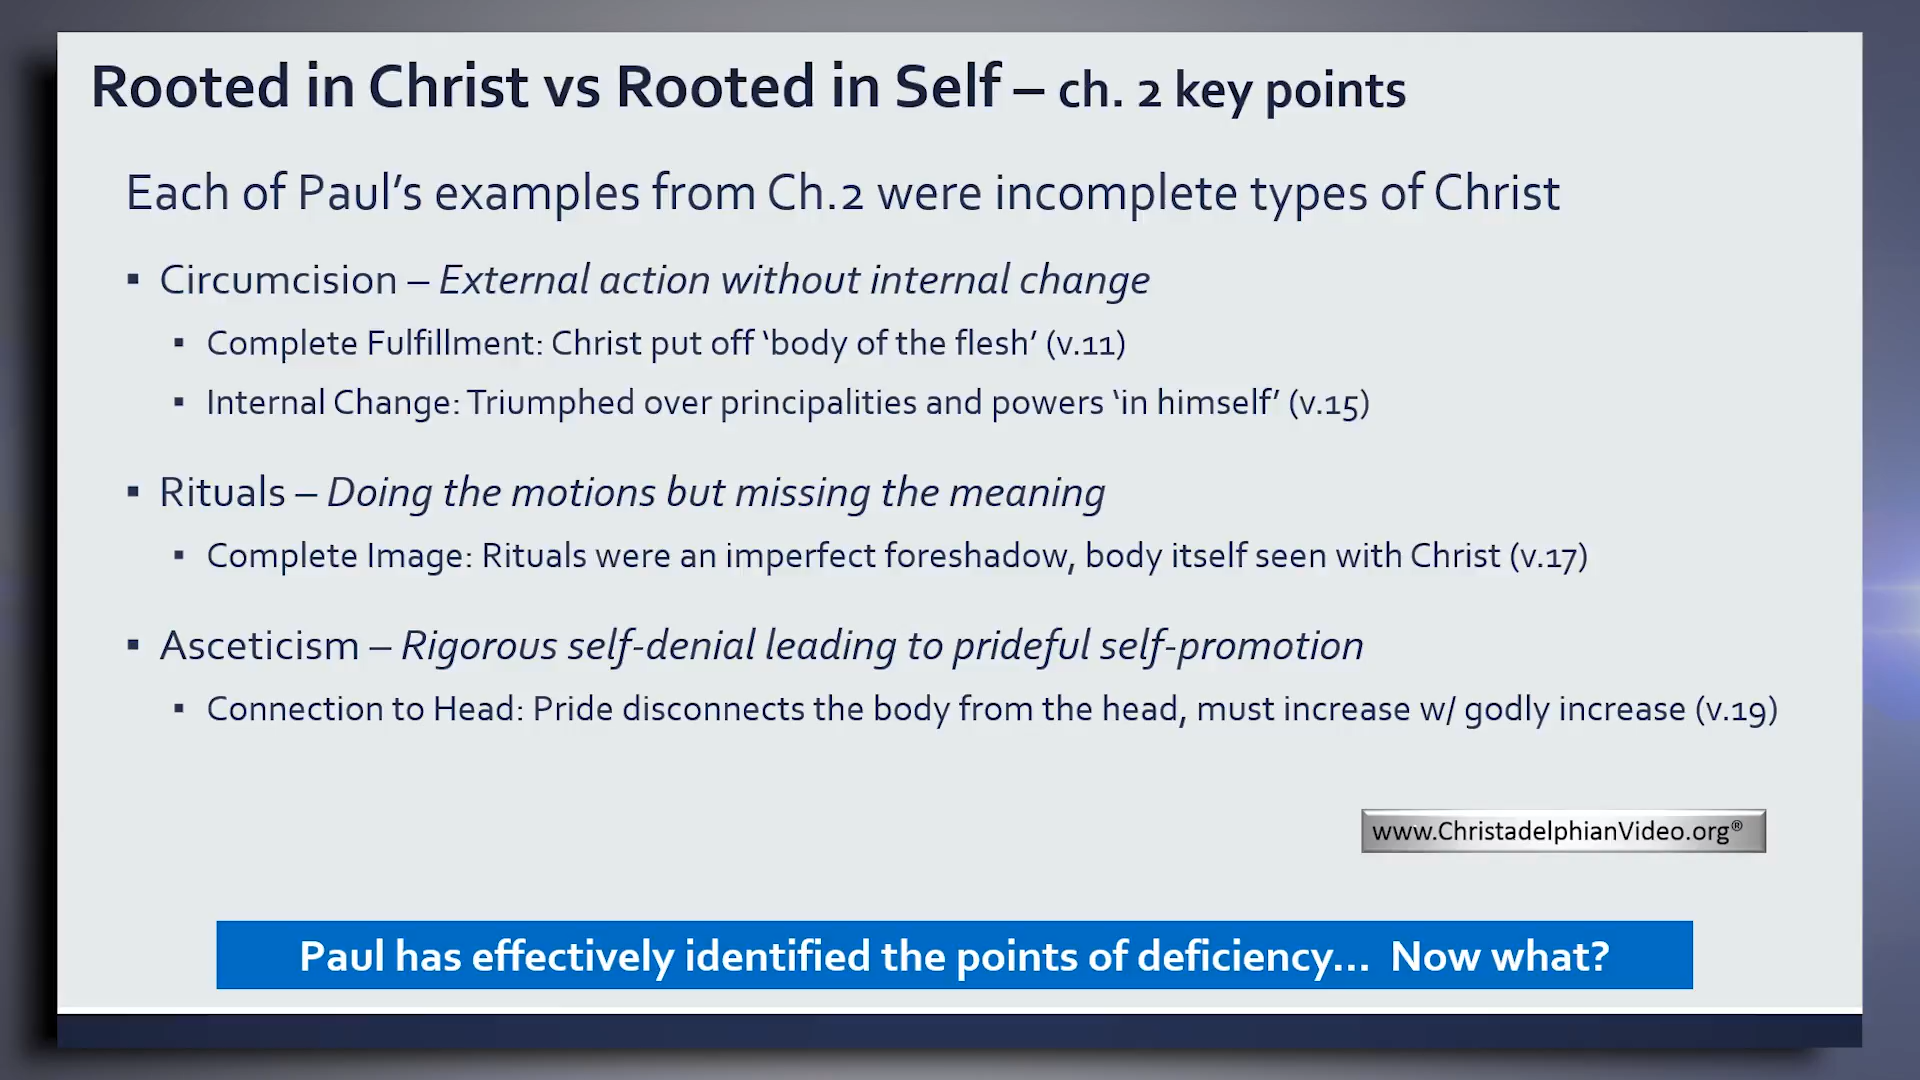 Rooted in Christ vs Rooted in Self – ch. 2 key points
Each of Paul’s examples from Ch.2 were incomplete types of Christ
▪ Circumcision – External action without internal change
▪ Complete Fulfillment: Christ put off ‘body of the flesh’ (v.11)
▪ Internal Change: Triumphed over principalities and powers ‘in himself’ (v.15)
▪ Rituals – Doing the motions but missing the meaning
▪ Complete Image: Rituals were an imperfect foreshadow, body itself seen with Christ (v.17)
▪ Asceticism – Rigorous self-denial leading to prideful self-promotion
▪ Connection to Head: Pride disconnects the body from the head, must increase w/ godly increase (v.19)
www.ChristadelphianVideo.org®
Paul has effectively identified the points of deficiency... Now what?